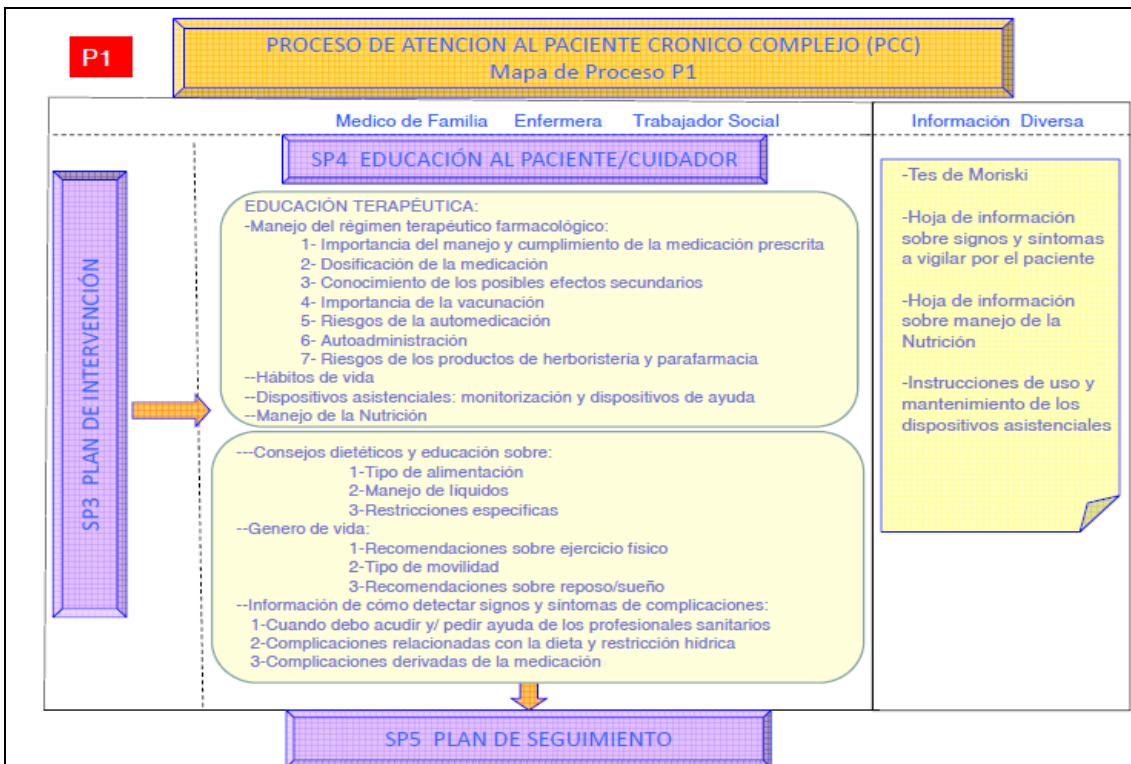 P1
PROCESO DE ATENCION AL PACIENTE CRONICO COMPLEJO (PCC)
Mapa de Proceso P1
Medico de Familia Enfermera Trabajador Social
Información Diversa
SP3 PLAN DE INTERVENCIÓN
SP4 EDUCACIÓN AL PACIENTE/CUIDADOR
EDUCACIÓN TERAPÉUTICA:
-Manejo del régimen terapéutico farmacológico:
1- Importancia del manejo y cumplimiento de la medicación prescrita
2- Dosificación de la medicación
3- Conocimiento de los posibles efectos secundarios
4- Importancia de la vacunación
5- Riesgos de la automedicación
6- Autoadministración
7- Riesgos de los productos de herboristería y parafarmacia
--Hábitos de vida
--Dispositivos asistenciales: monitorización y dispositivos de ayuda
--Manejo de la Nutrición
---Consejos dietéticos y educación sobre:
1-Tipo de alimentación
2-Manejo de líquidos
3-Restricciones especificas
--Genero de vida:
1-Recomendaciones sobre ejercicio físico
2-Tipo de movilidad
3-Recomendaciones sobre reposo/sueño
--Información de cómo detectar signos y síntomas de complicaciones:
1-Cuando debo acudir y/ pedir ayuda de los profesionales sanitarios
2-Complicaciones relacionadas con la dieta y restricción hídrica
3-Complicaciones derivadas de la medicación
-Tes de Moriski
-Hoja de información
sobre signos y síntomas
a vigilar por el paciente
-Hoja de información
sobre manejo de la
Nutrición
-Instrucciones de uso y
mantenimiento de los
dispositivos asistenciales
SP5 PLAN DE SEGUIMIENTO